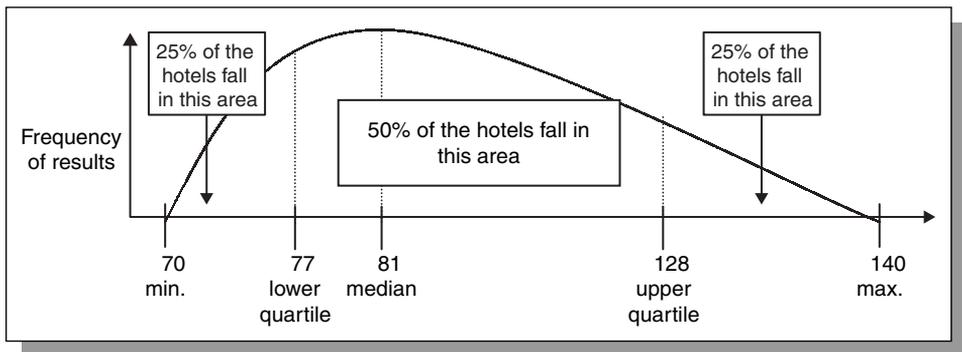 25% of the
hotels fall
in this area
25% of the
hotels fall
in this area
50% of the hotels fall in
this area
Frequency
of results
70
min.
77
lower
quartile
81
median
128
upper
quartile
140
max.